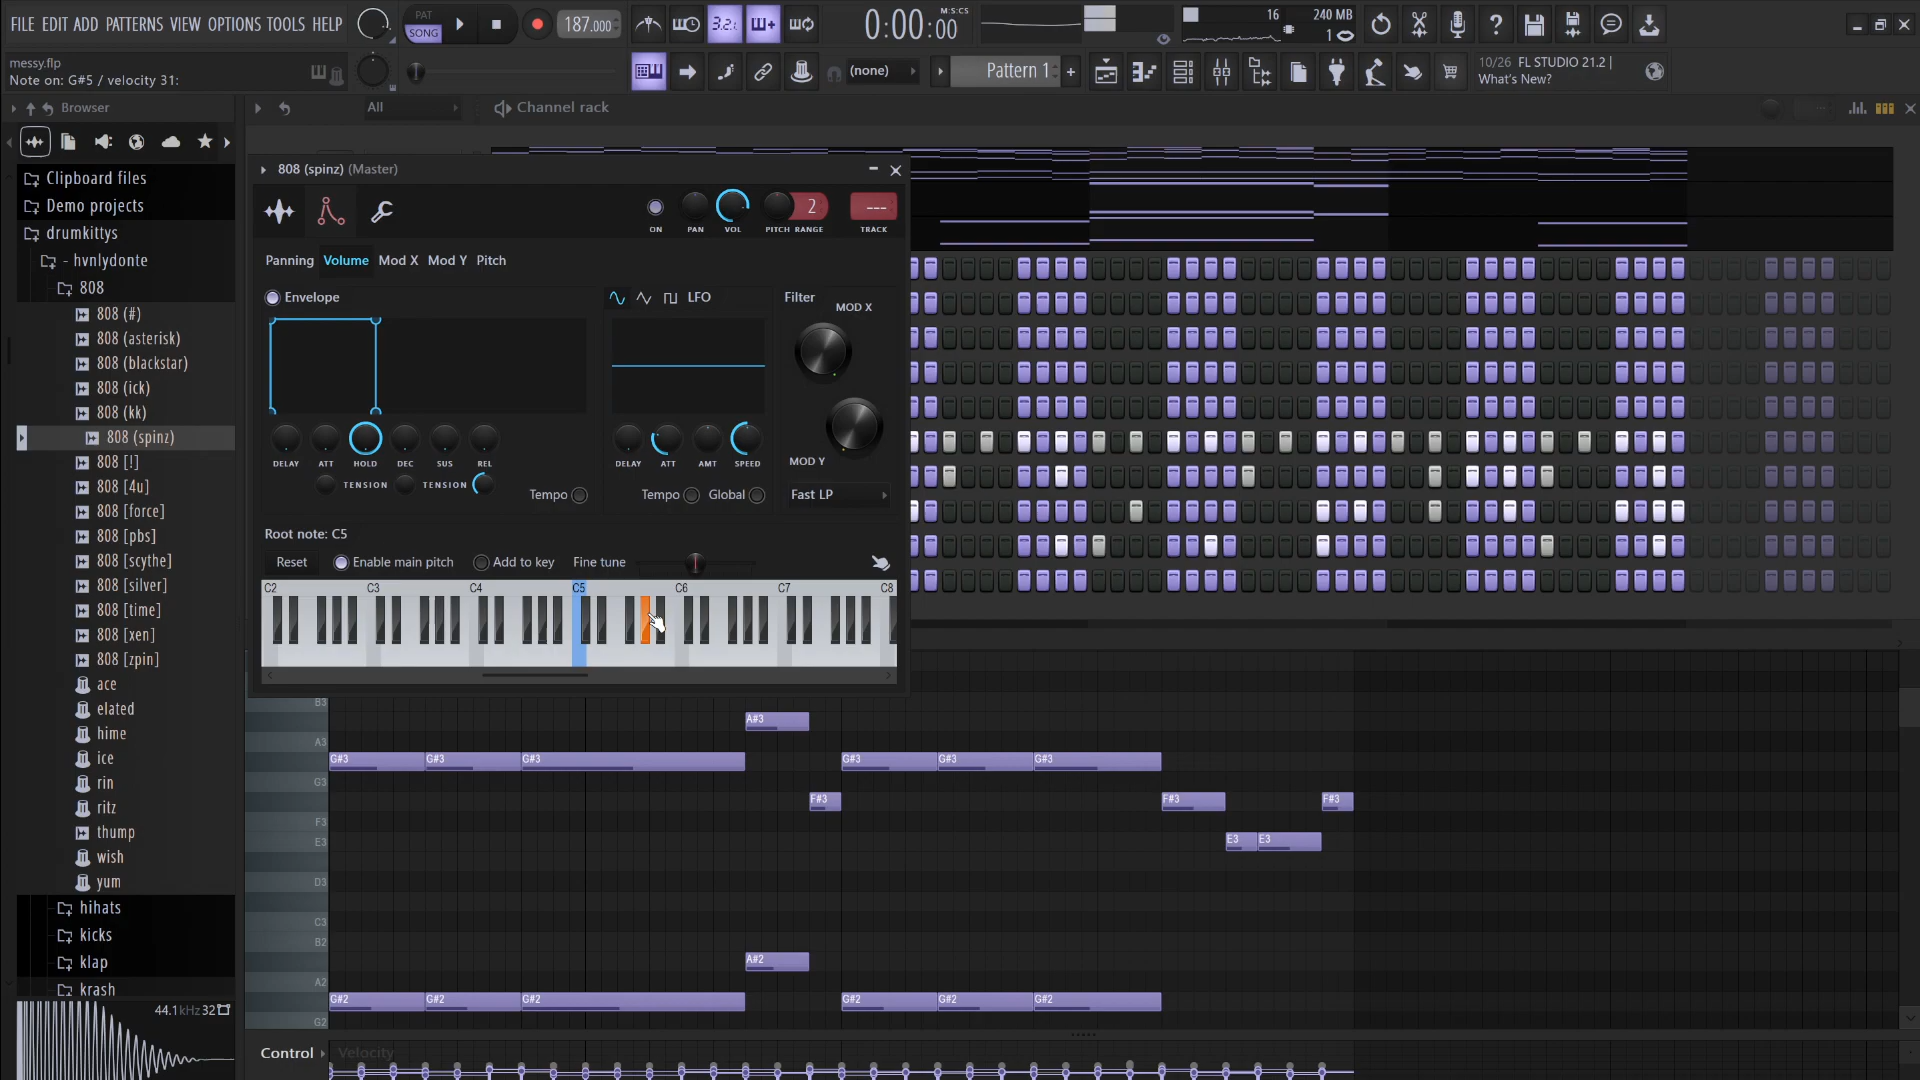 FILE EDIT ADD PATTERNS VIEW OPTIONS TOOLS HELP
PAT
SONG
187.000
3.2.
0:00:00
M:S:CS
16
240 MB
1
messy.flp
Note on: G#5 / velocity 31:
(none)
Pattern 1
+
10/26 FL STUDIO 21.2 |
What's New?
Browser
All
Channel rack
Clipboard files
Demo projects
drumkittys
- hvnlydonte
808
808 (#)
808 (asterisk)
808 (blackstar)
808 (ick)
808 (kk)
808 (spinz)
808 [!]
808 [4u]
808 [force]
808 [pbs]
808 [scythe]
808 [silver]
808 [time]
808 [xen]
808 [zpin]
ace
elated
hime
ice
rin
ritz
thump
wish
yum
hihats
kicks
klap
krash
44.1kHz 32
808 (spinz) (Master)
2
---
ON PAN VOL PITCH RANGE TRACK
Panning Volume Mod X Mod Y Pitch
Envelope
LFO
Filter
MOD X
MOD Y
DELAY ATT HOLD DEC SUS REL
TENSION TENSION
Tempo
DELAY ATT AMT SPEED
Tempo Global
Fast LP
Root note: C5
Reset Enable main pitch Add to key Fine tune
C2 C3 C4 C5 C6 C7 C8
B3
A#3
A3
G#3 G#3 G#3 G#3 G#3 G#3
G3
F#3 F#3 F#3
F3
E3 E3 E3
D3
C3
B2
A#2
A2
G#2 G#2 G#2 G#2 G#2 G#2
G2
Control Velocity